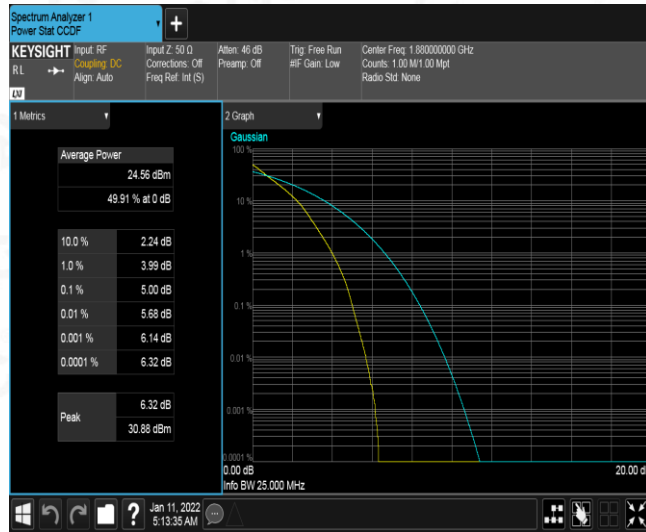 Spectrum Analyzer 1
Power Stat CCDF
+
KEYSIGHT
RL
LXI
Input: RF
Coupling: DC
Align: Auto
Input Z: 50 Ω
Corrections: Off
Freq Ref: Int (S)
Atten: 46 dB
Preamp: Off
Trig: Free Run
#IF Gain: Low
Center Freq: 1.880000000 GHz
Counts: 1.00 M/1.00 Mpt
Radio Std: None
1 Metrics
Average Power
24.56 dBm
49.91 % at 0 dB
10.0 % 2.24 dB
1.0 % 3.99 dB
0.1 % 5.00 dB
0.01 % 5.68 dB
0.001 % 6.14 dB
0.0001 % 6.32 dB
Peak
6.32 dB
30.88 dBm
2 Graph
Gaussian
100 %
10 %
1 %
0.1 %
0.01 %
0.001 %
0.0001 %
0.00 dB
20.00 d
Info BW 25.000 MHz
?
Jan 11, 2022
5:13:35 AM